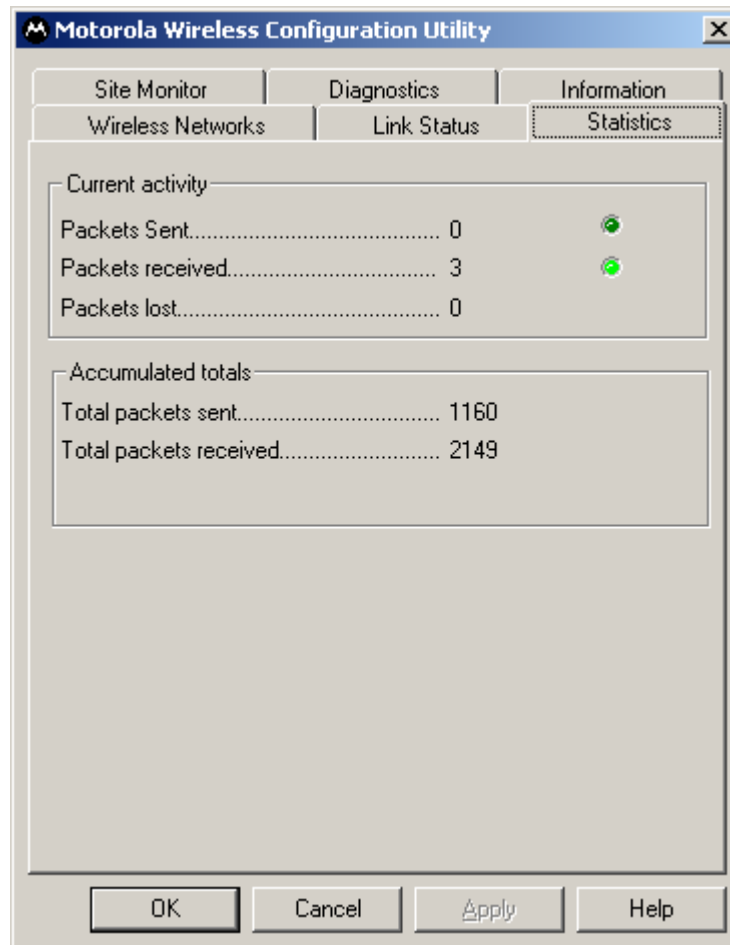 Motorola Wireless Configuration Utility
Site Monitor Diagnostics Information
Wireless Networks Link Status Statistics
Current activity
Packets Sent........................................... 0
Packets received.................................... 3
Packets lost............................................. 0
Accumulated totals
Total packets sent................................... 1160
Total packets received........................... 2149
OK Cancel Apply Help